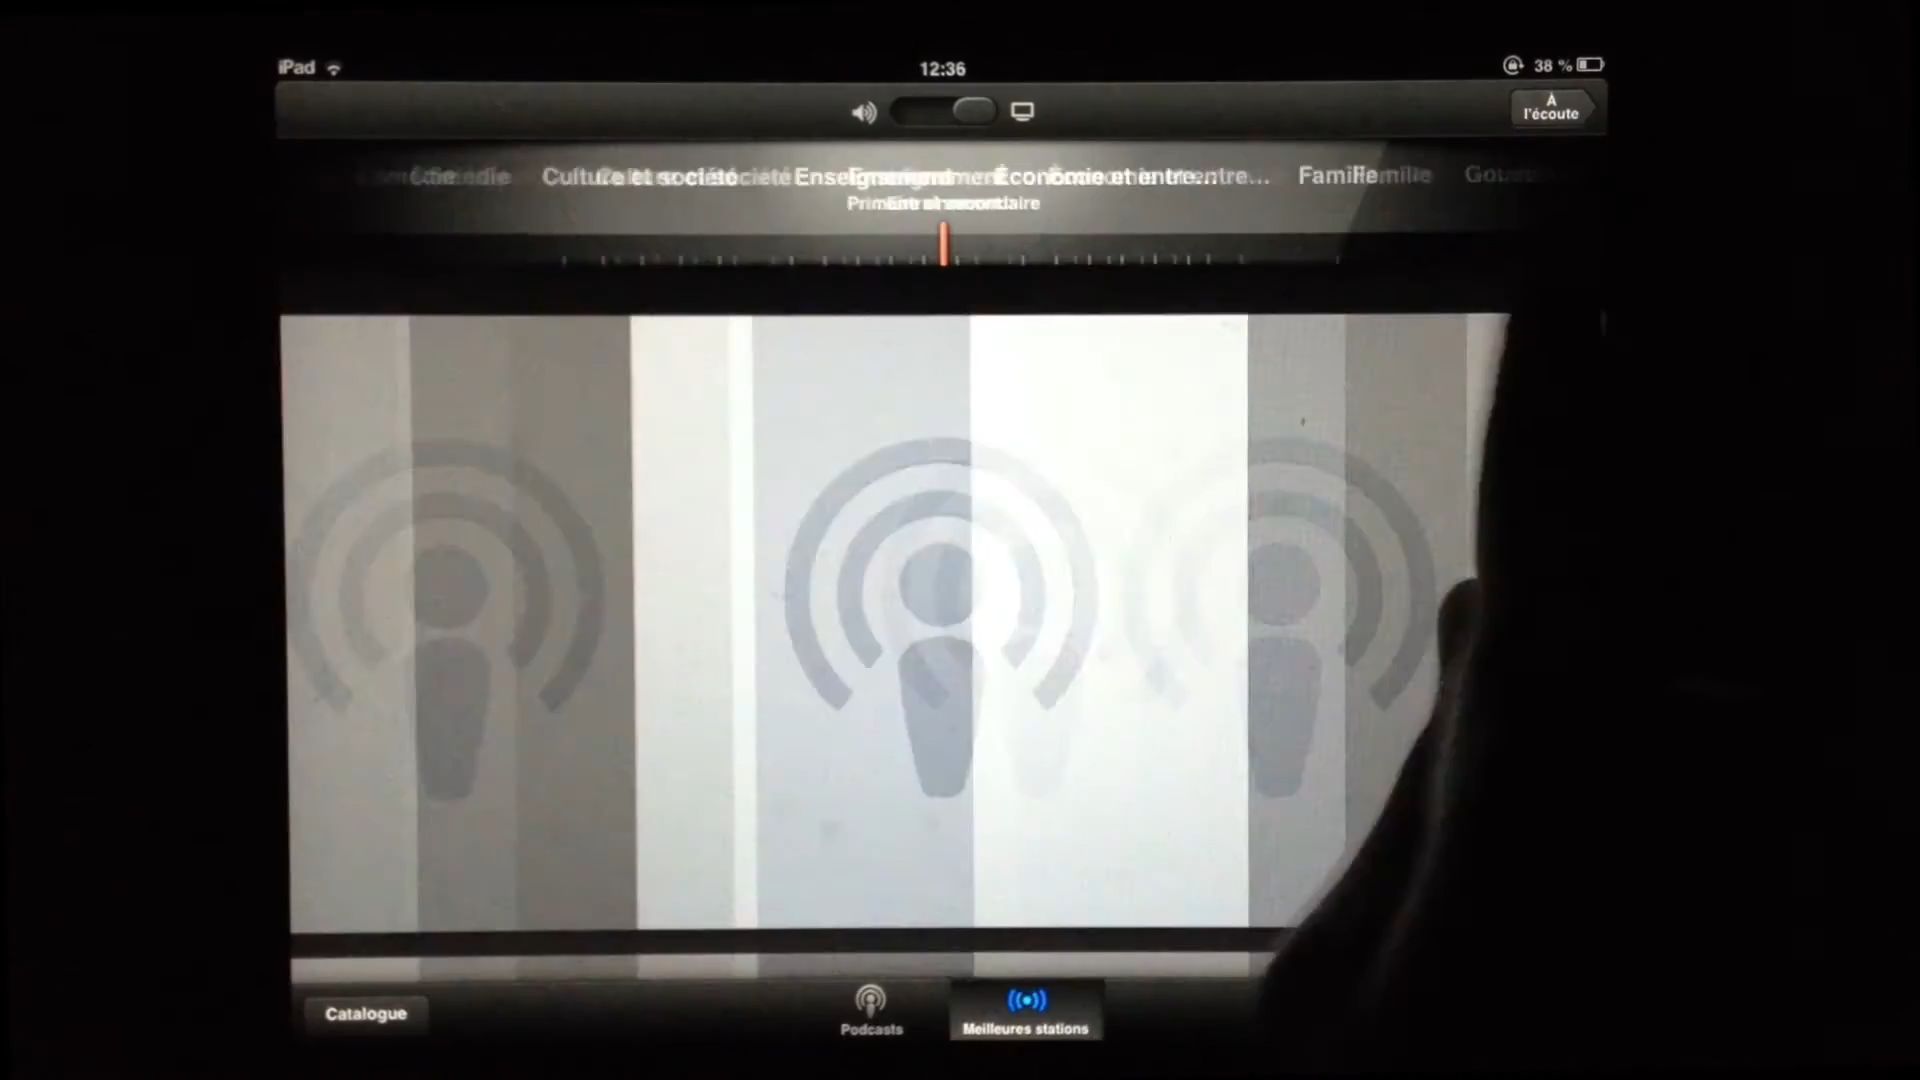 iPad
12:36
38 %
À
l'écoute
Culture et société
Économie et entre...
Famille
Catalogue
Podcasts
Meilleures stations